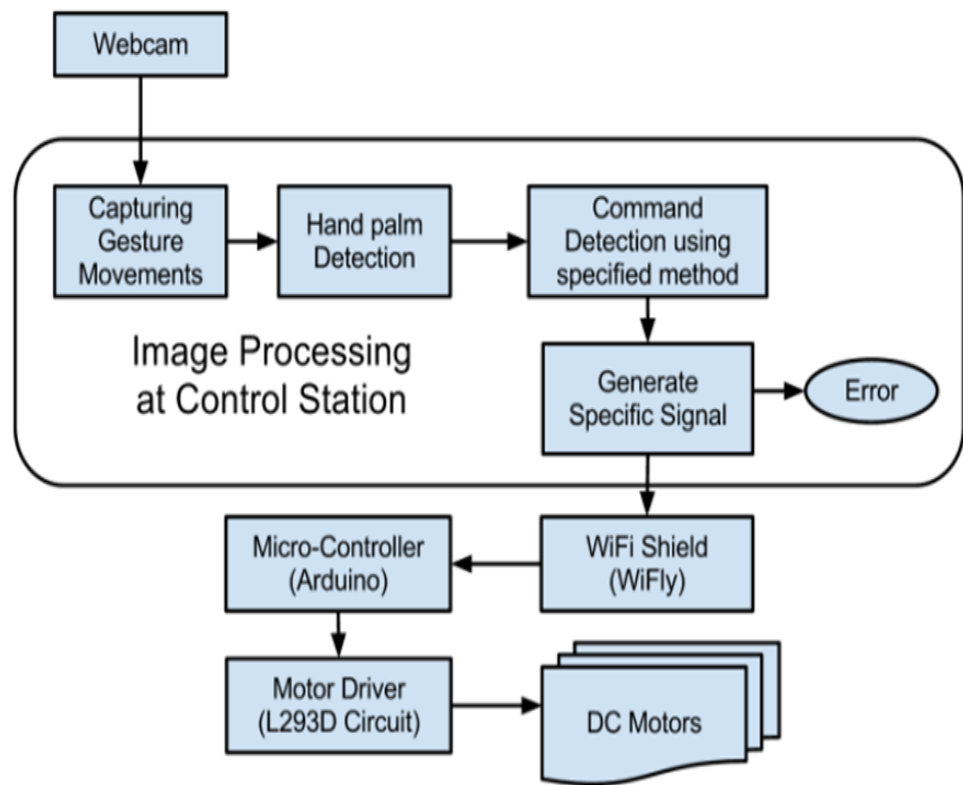 Webcam
Capturing
Gesture
Movements
Hand palm
Detection
Command
Detection using
specified method
Image Processing
at Control Station
Generate
Specific Signal
Error
Micro-Controller
(Arduino)
WiFi Shield
(WiFly)
Motor Driver
(L293D Circuit)
DC Motors